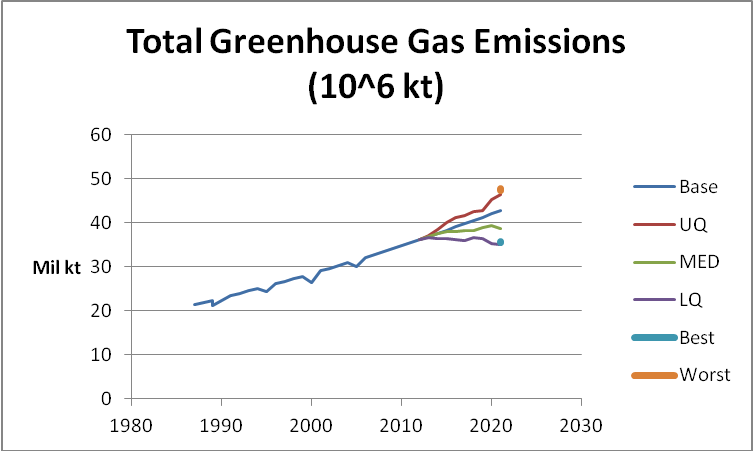 Total Greenhouse Gas Emissions
(10^6 kt)
60
50
40
30
20
10
0
Mil kt
1980 1990 2000 2010 2020 2030
Base
UQ
MED
LQ
Best
Worst